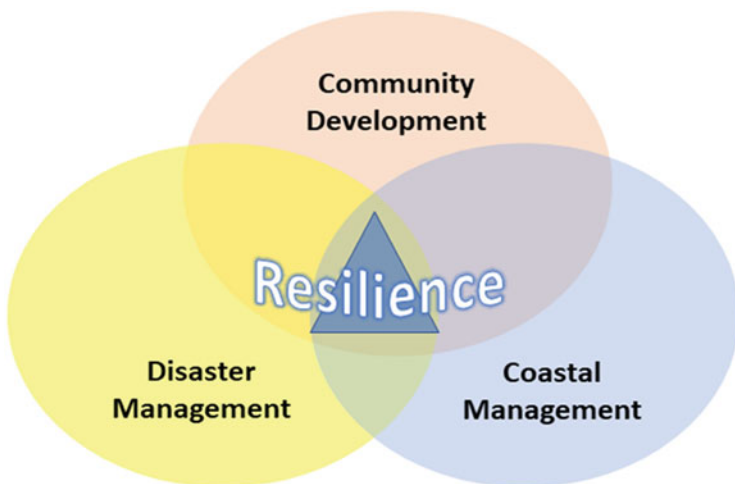 Community
Development
Resilience
Disaster
Management
Coastal
Management